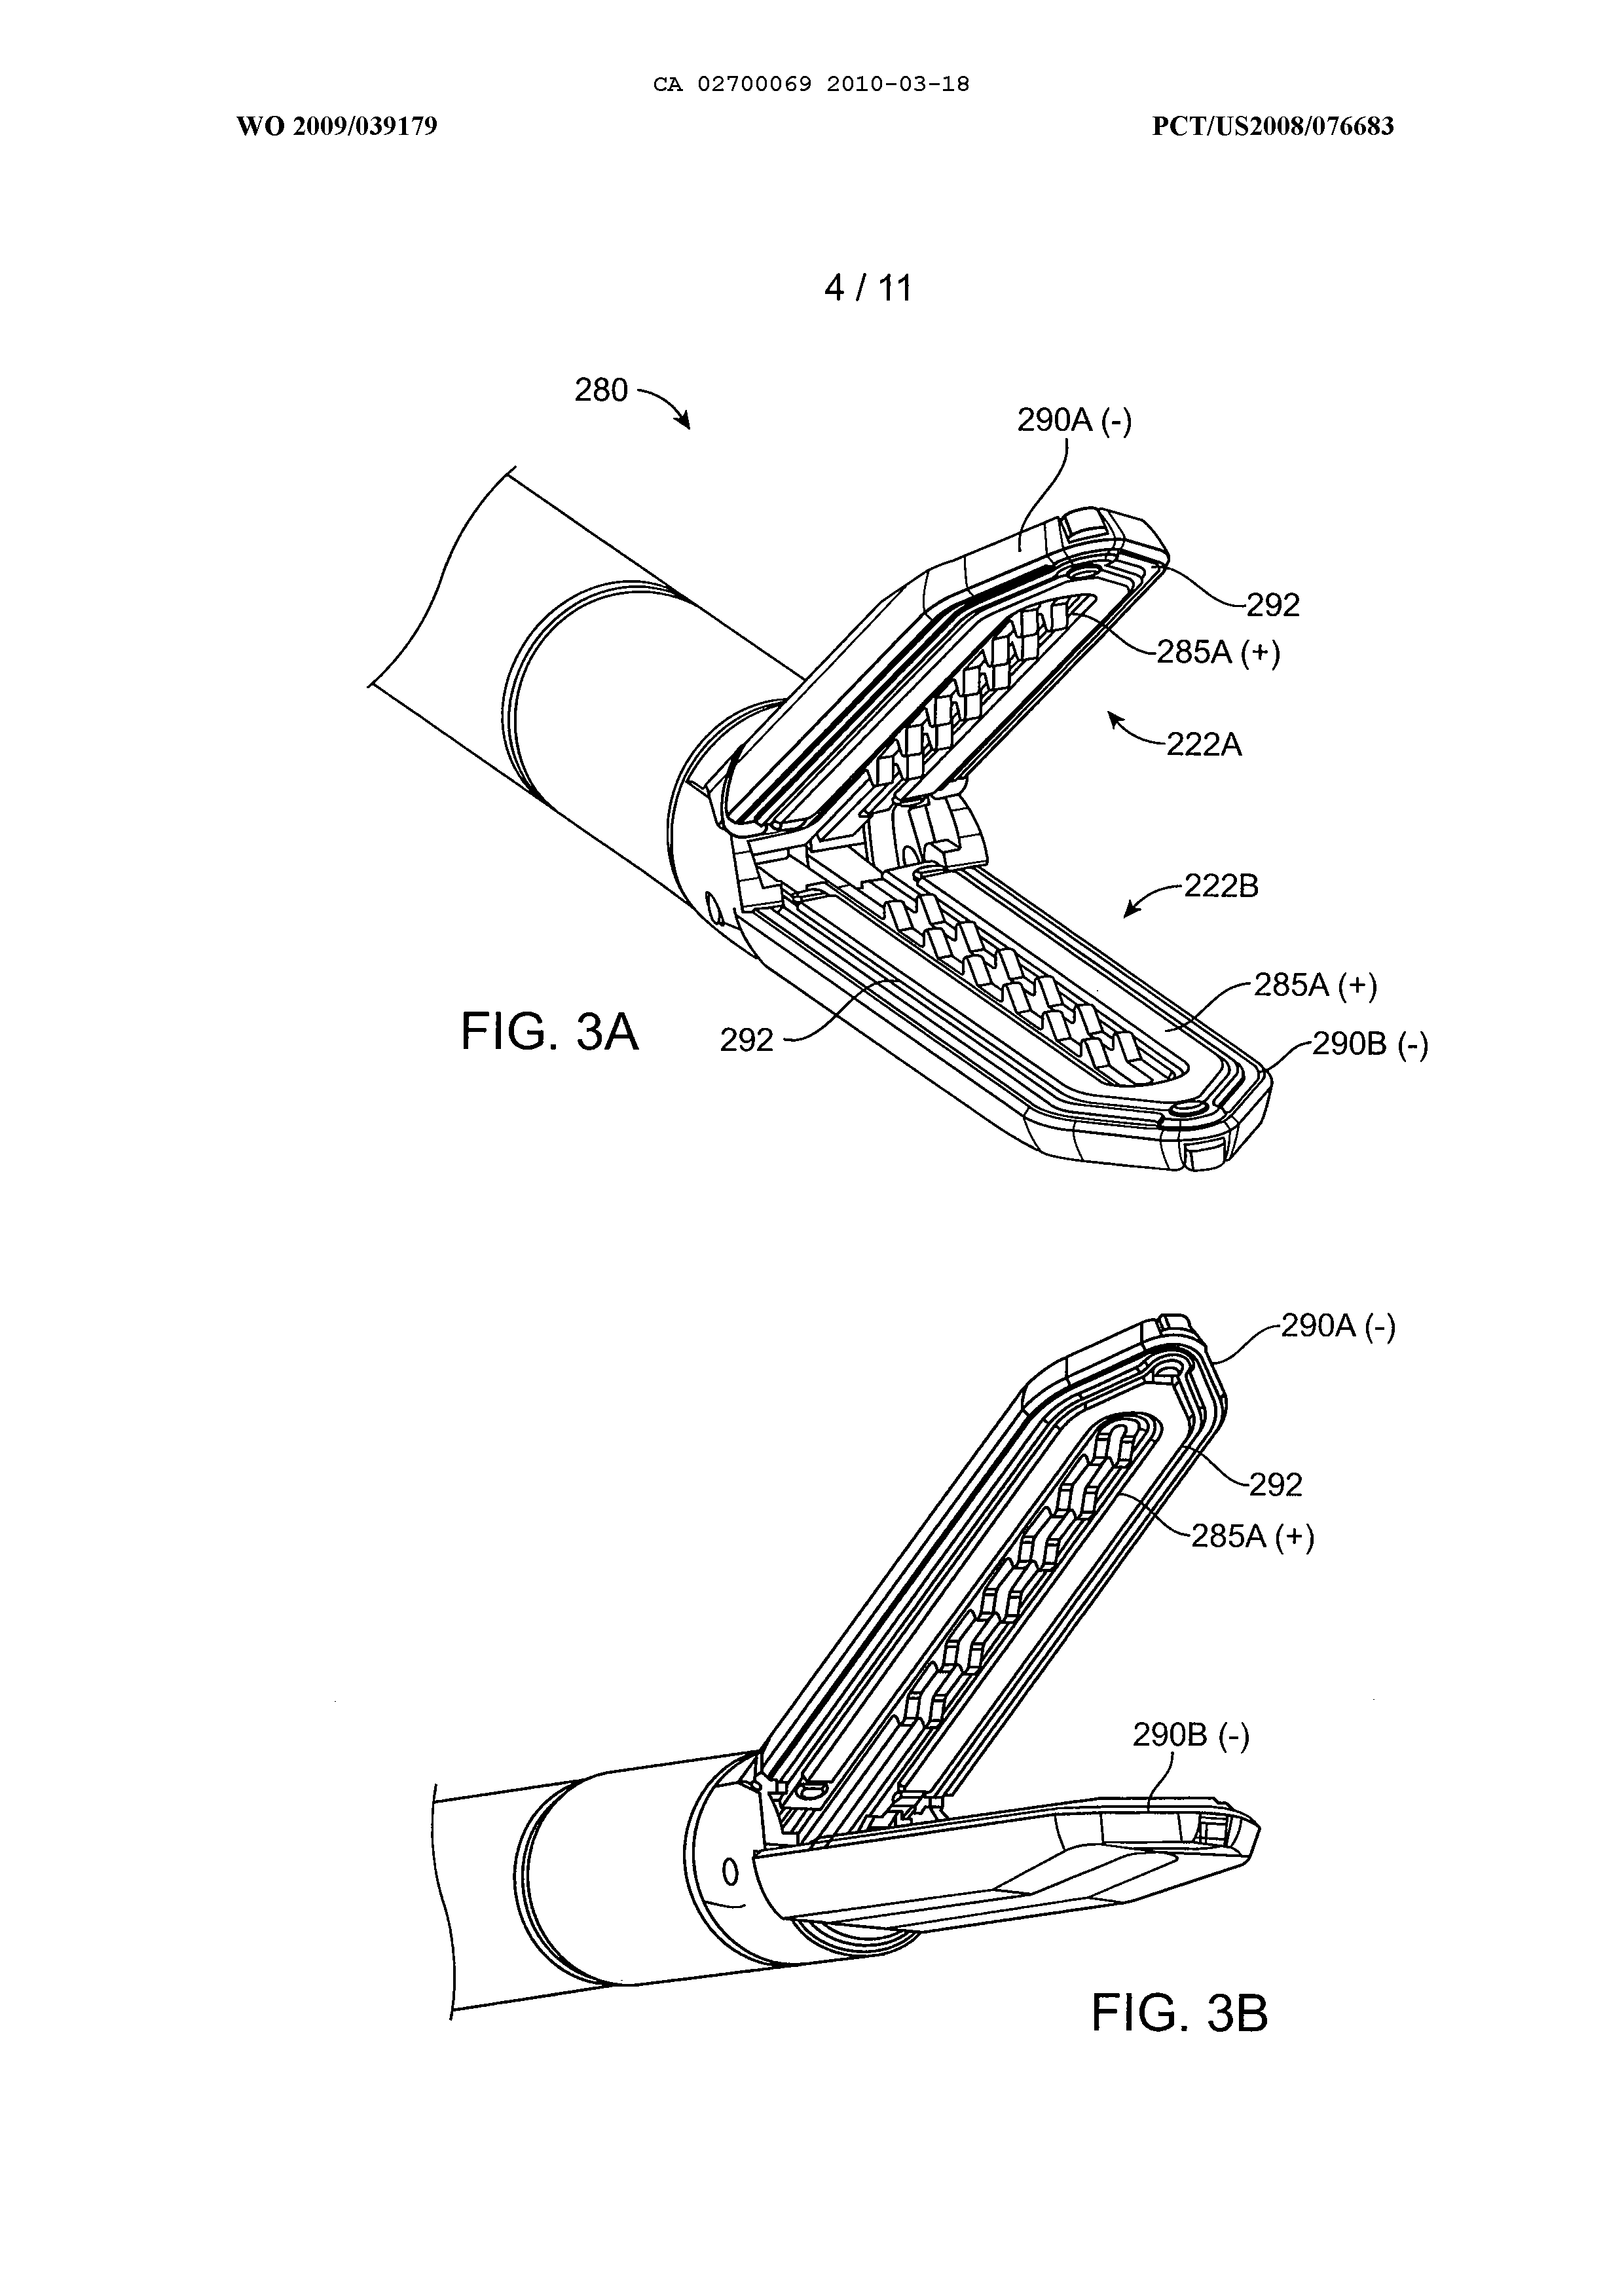 CA 02700069 2010-03-18
WO 2009/039179 PCT/US2008/076683
4 / 11
280
290A (-)
292
285A (+)
222A
222B
285A (+)
290B (-)
292
FIG. 3A
290A (-)
292
285A (+)
290B (-)
FIG. 3B